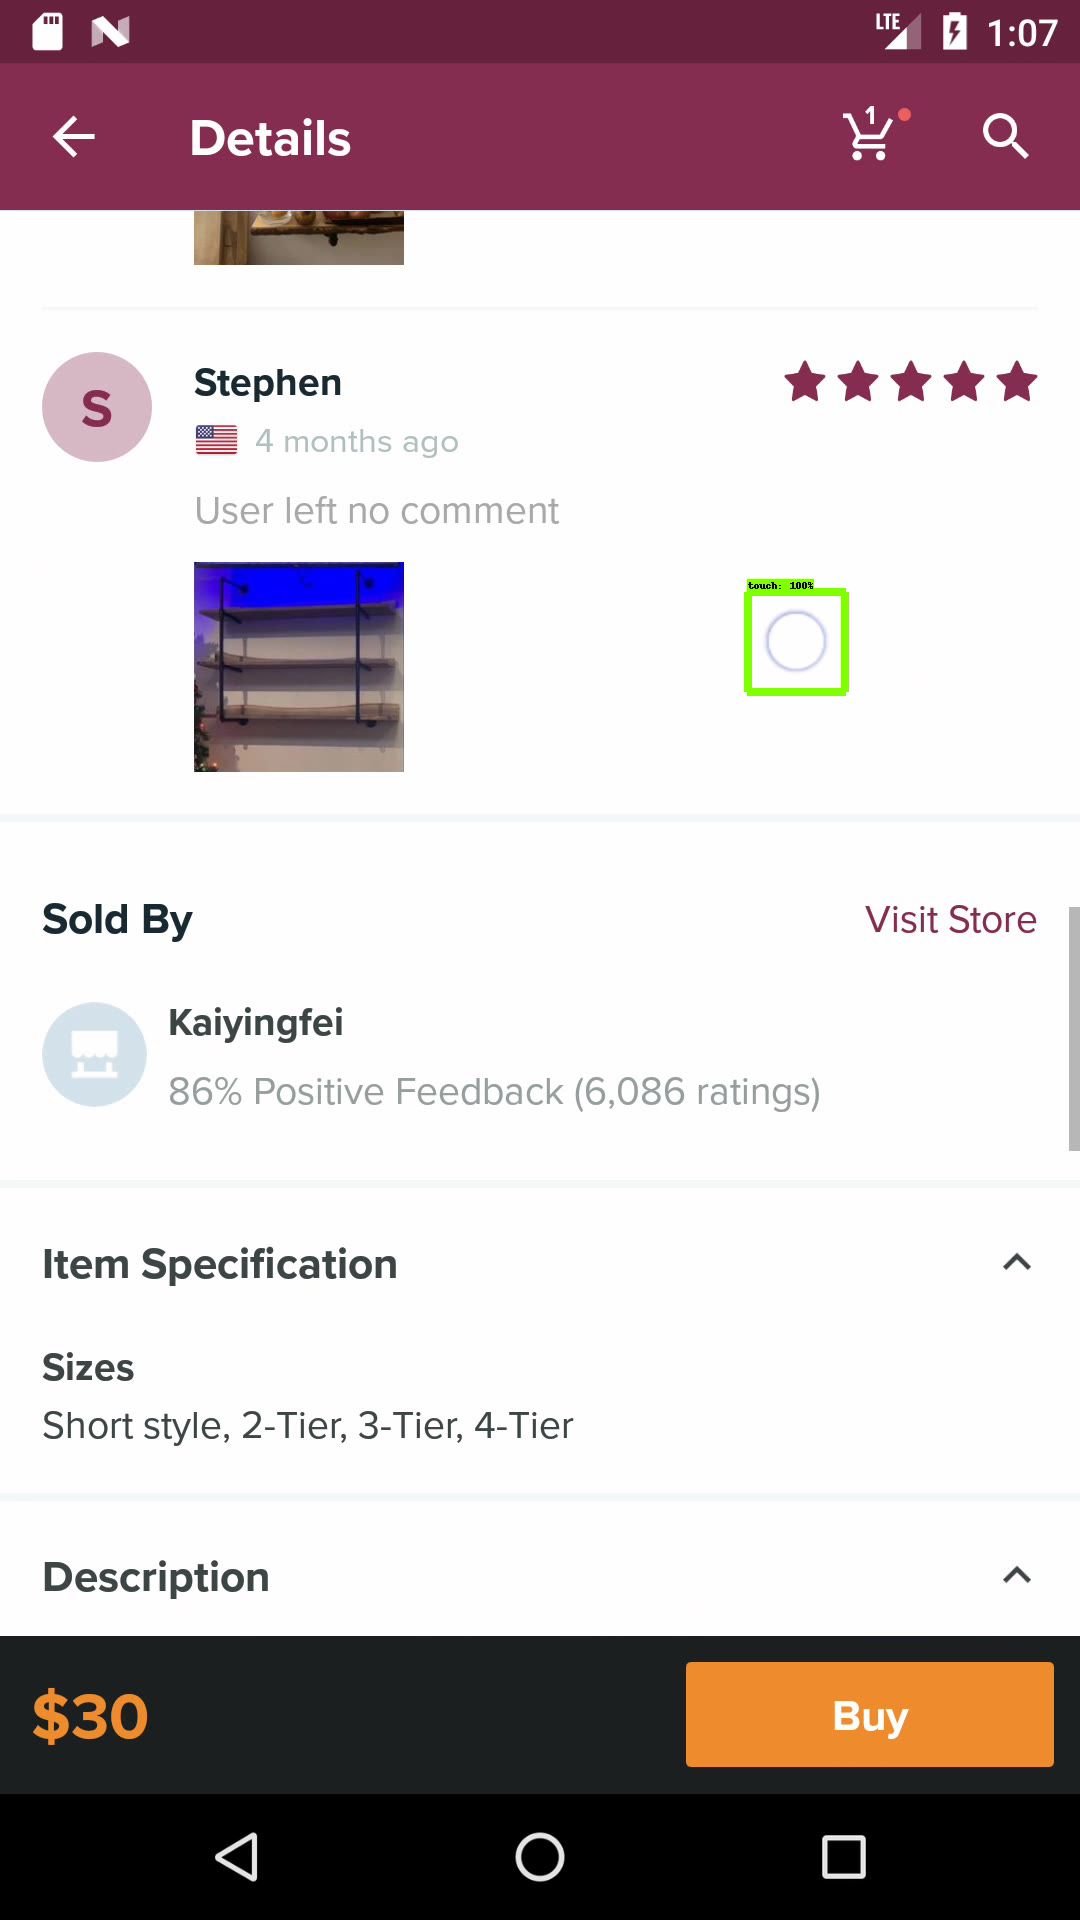 LTE 1:07
Details 1
Stephen
S
4 months ago
User left no comment
touch: 100%
Sold By Visit Store
Kaiyingfei
86% Positive Feedback (6,086 ratings)
Item Specification
Sizes
Short style, 2-Tier, 3-Tier, 4-Tier
Description
$30 Buy